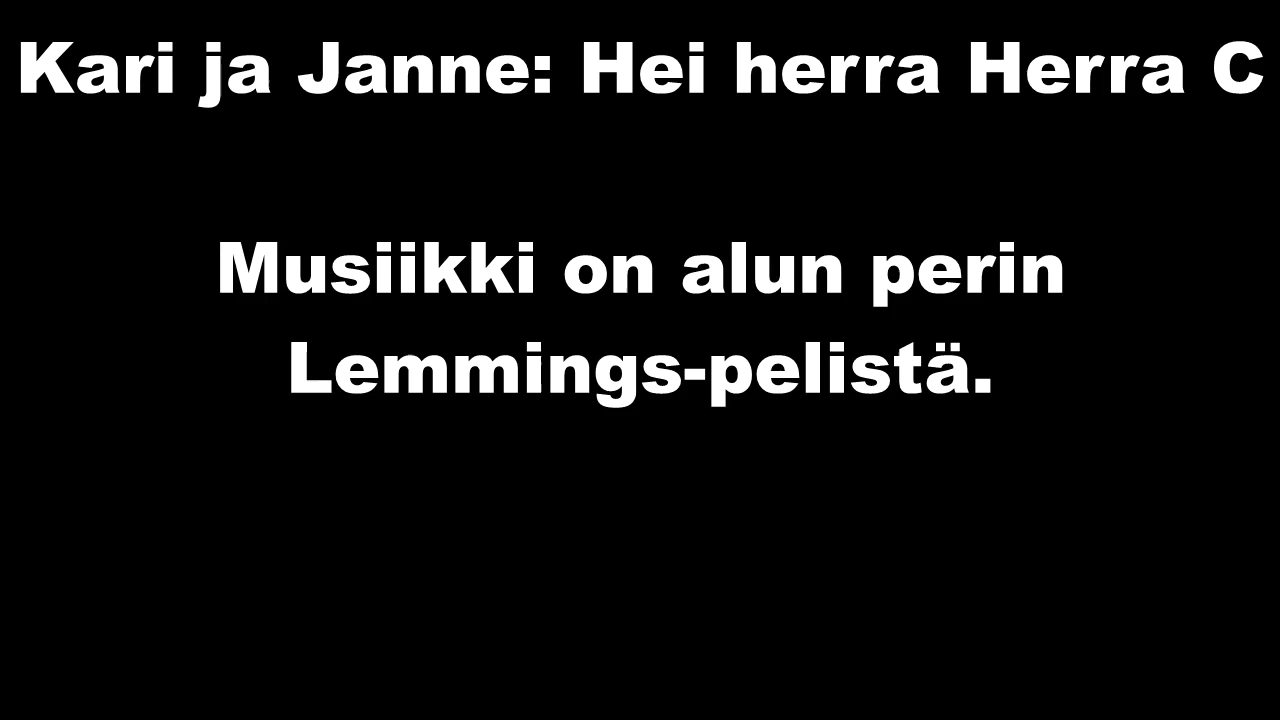 Kari ja Janne: Hei herra Herra C
Musiikki on alun perin
Lemmings-pelistä.